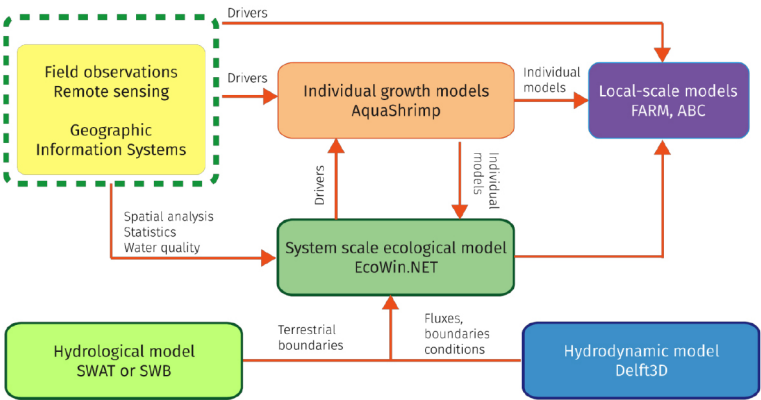 Drivers
Field observations
Remote sensing
Geographic
Information Systems
Drivers
Individual growth models
AquaShrimp
Individual
models
Local-scale models
FARM, ABC
Drivers
Individual
models
Spatial analysis
Statistics
Water quality
System scale ecological model
EcoWin.NET
Terrestrial
boundaries
Fluxes,
boundaries
conditions
Hydrological model
SWAT or SWB
Hydrodynamic model
Delft3D